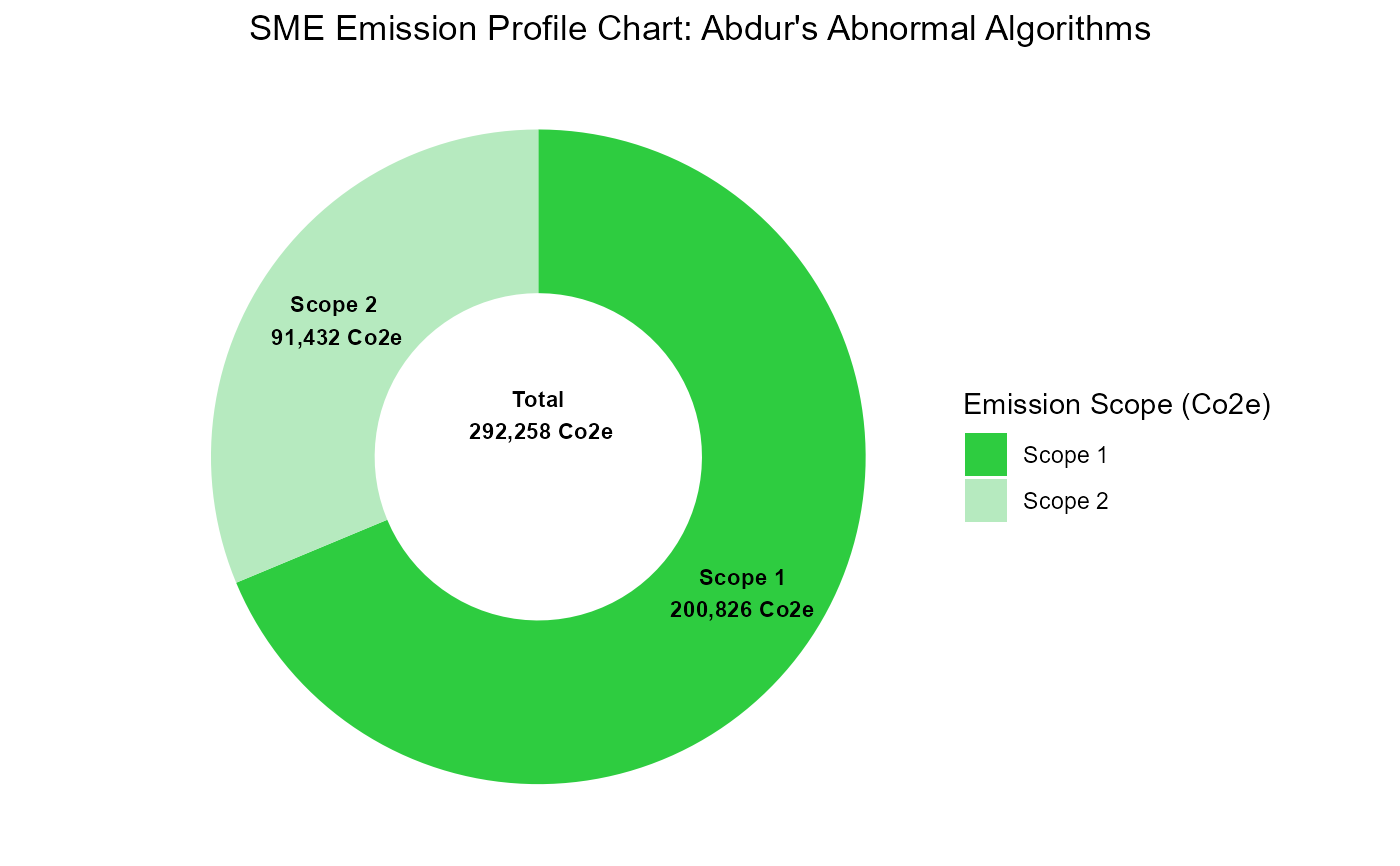 SME Emission Profile Chart: Abdur's Abnormal Algorithms
Scope 2
91,432 Co2e
Total
292,258 Co2e
Scope 1
200,826 Co2e
Emission Scope (Co2e)
Scope 1
Scope 2